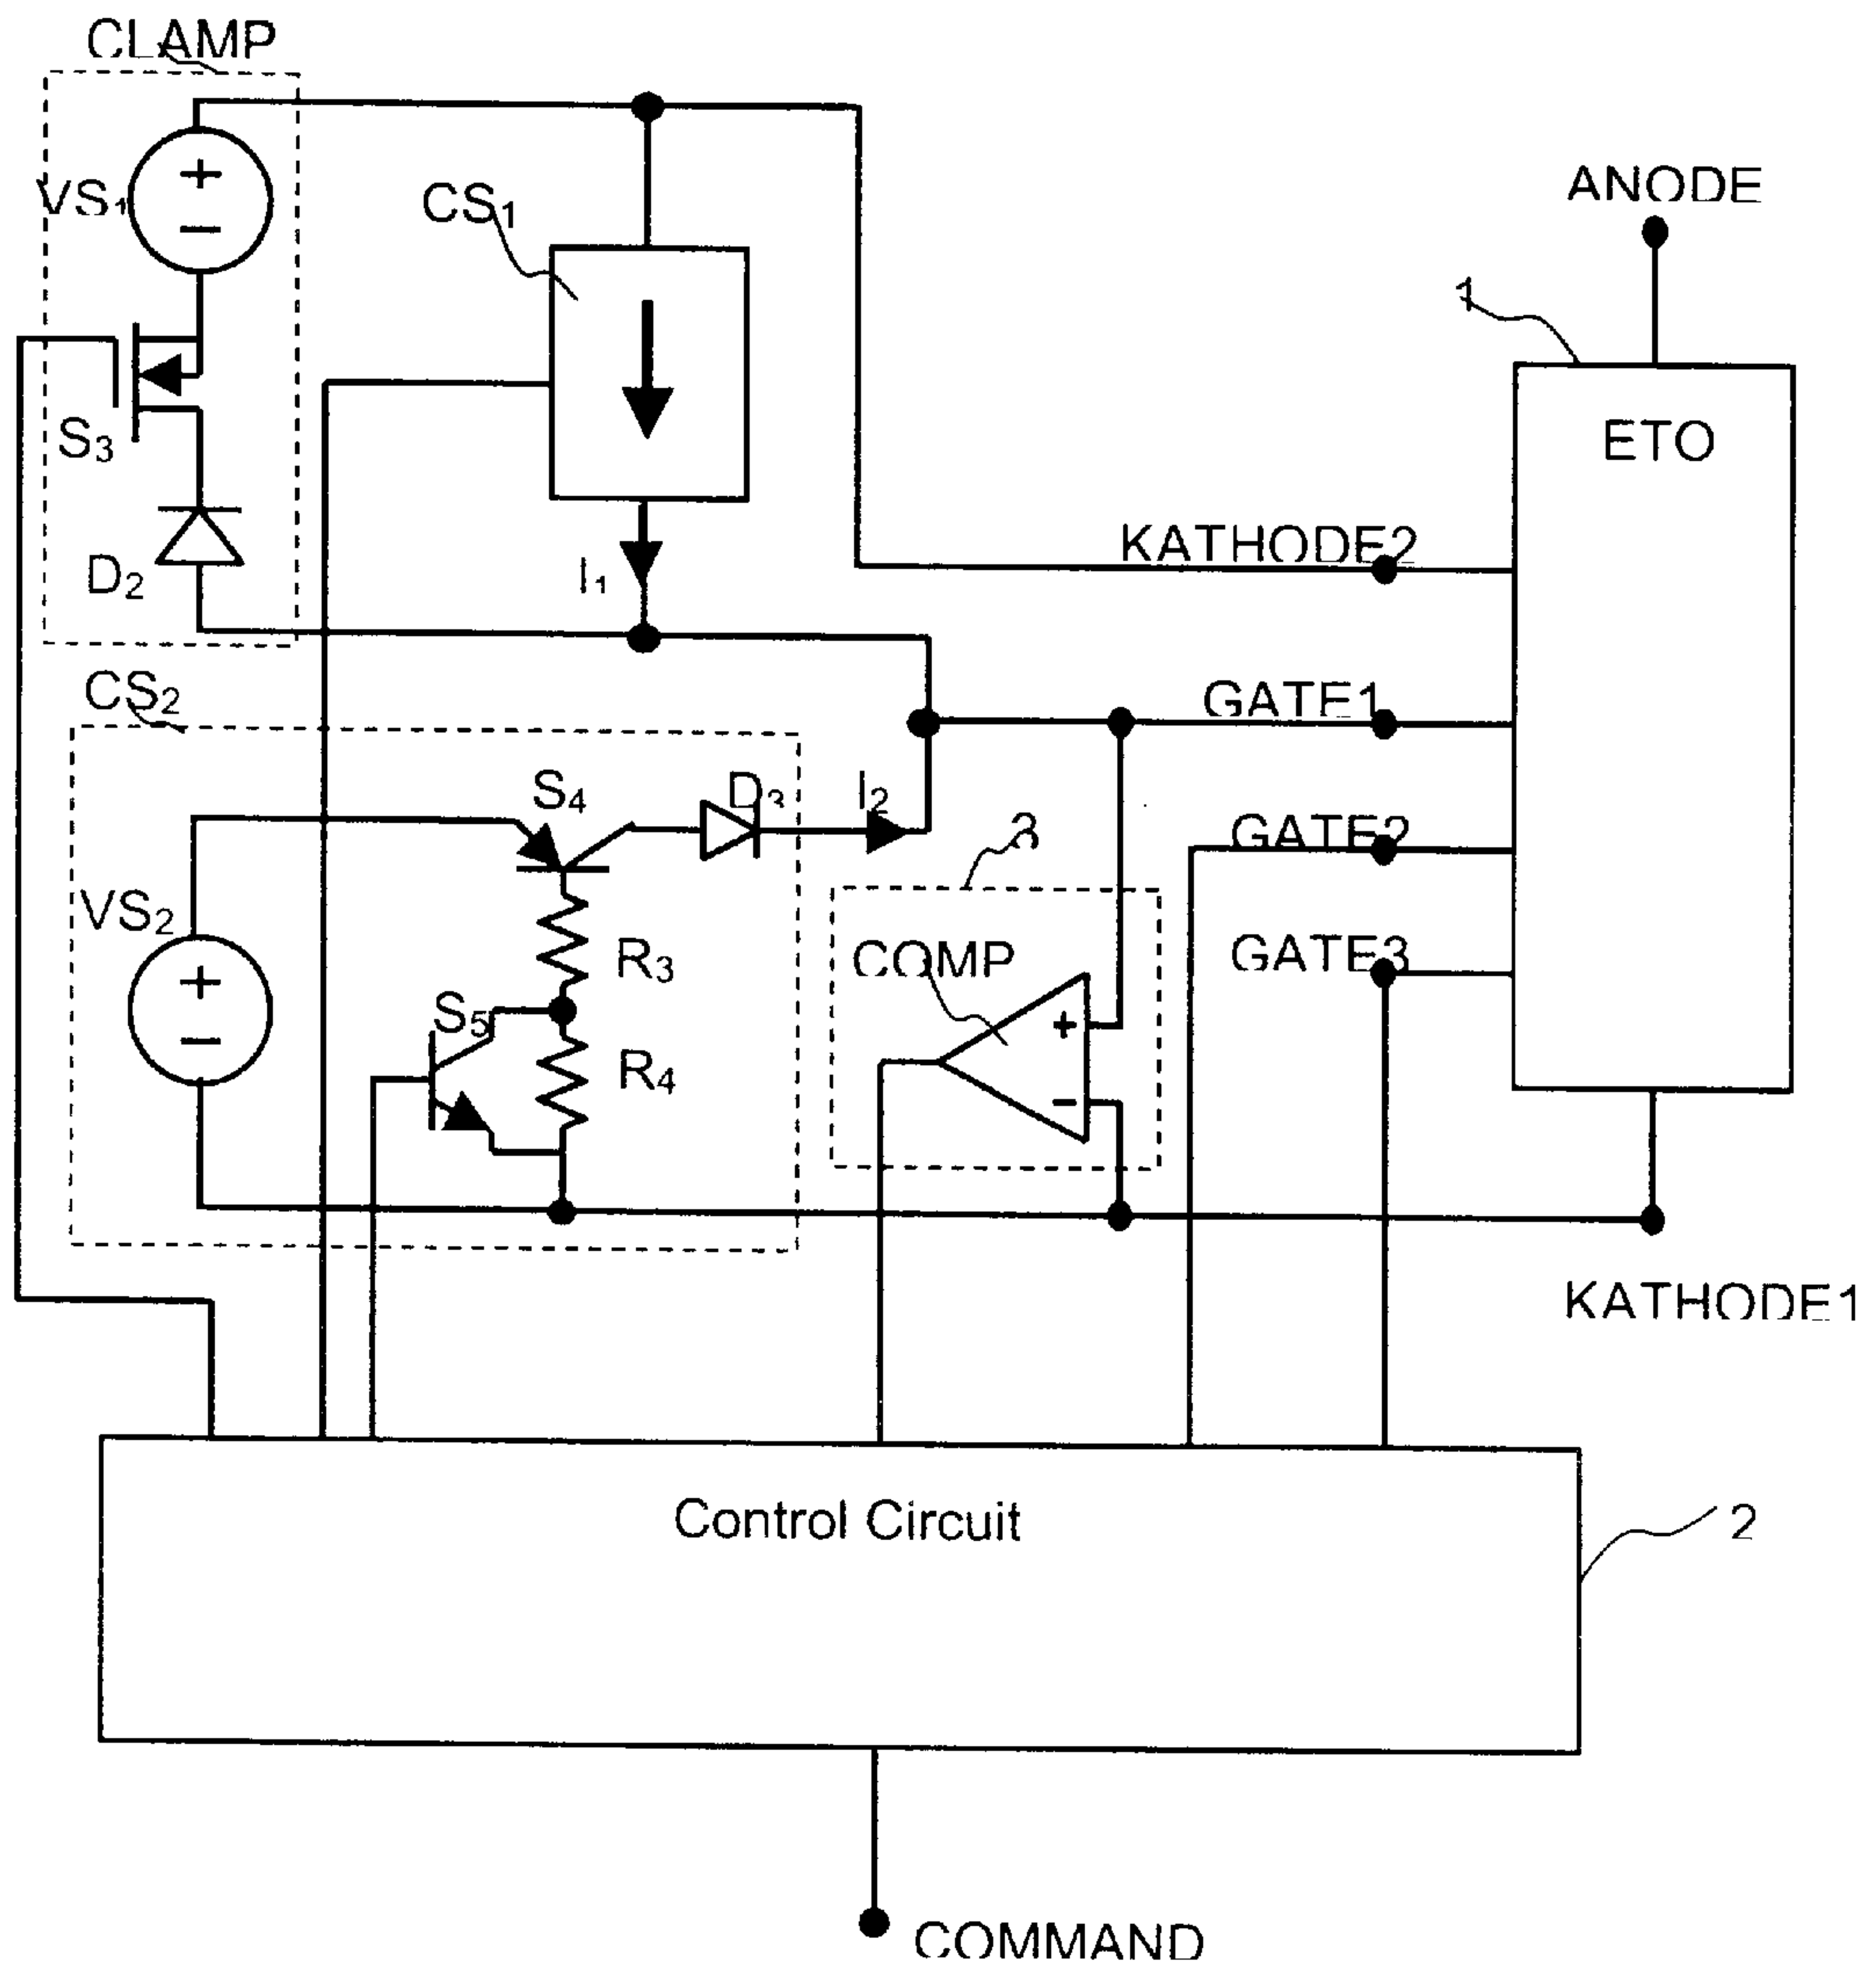 CLAMP
VS1
+
−
CS1
ANODE
1
ETO
S3
D2
I1
KATHODE2
CS2
GATE1
S4
D3
I2
GATE2
3
VS2
+
−
R3
COMP
GATE3
S5
+
R4
−
KATHODE1
Control Circuit
2
COMMAND